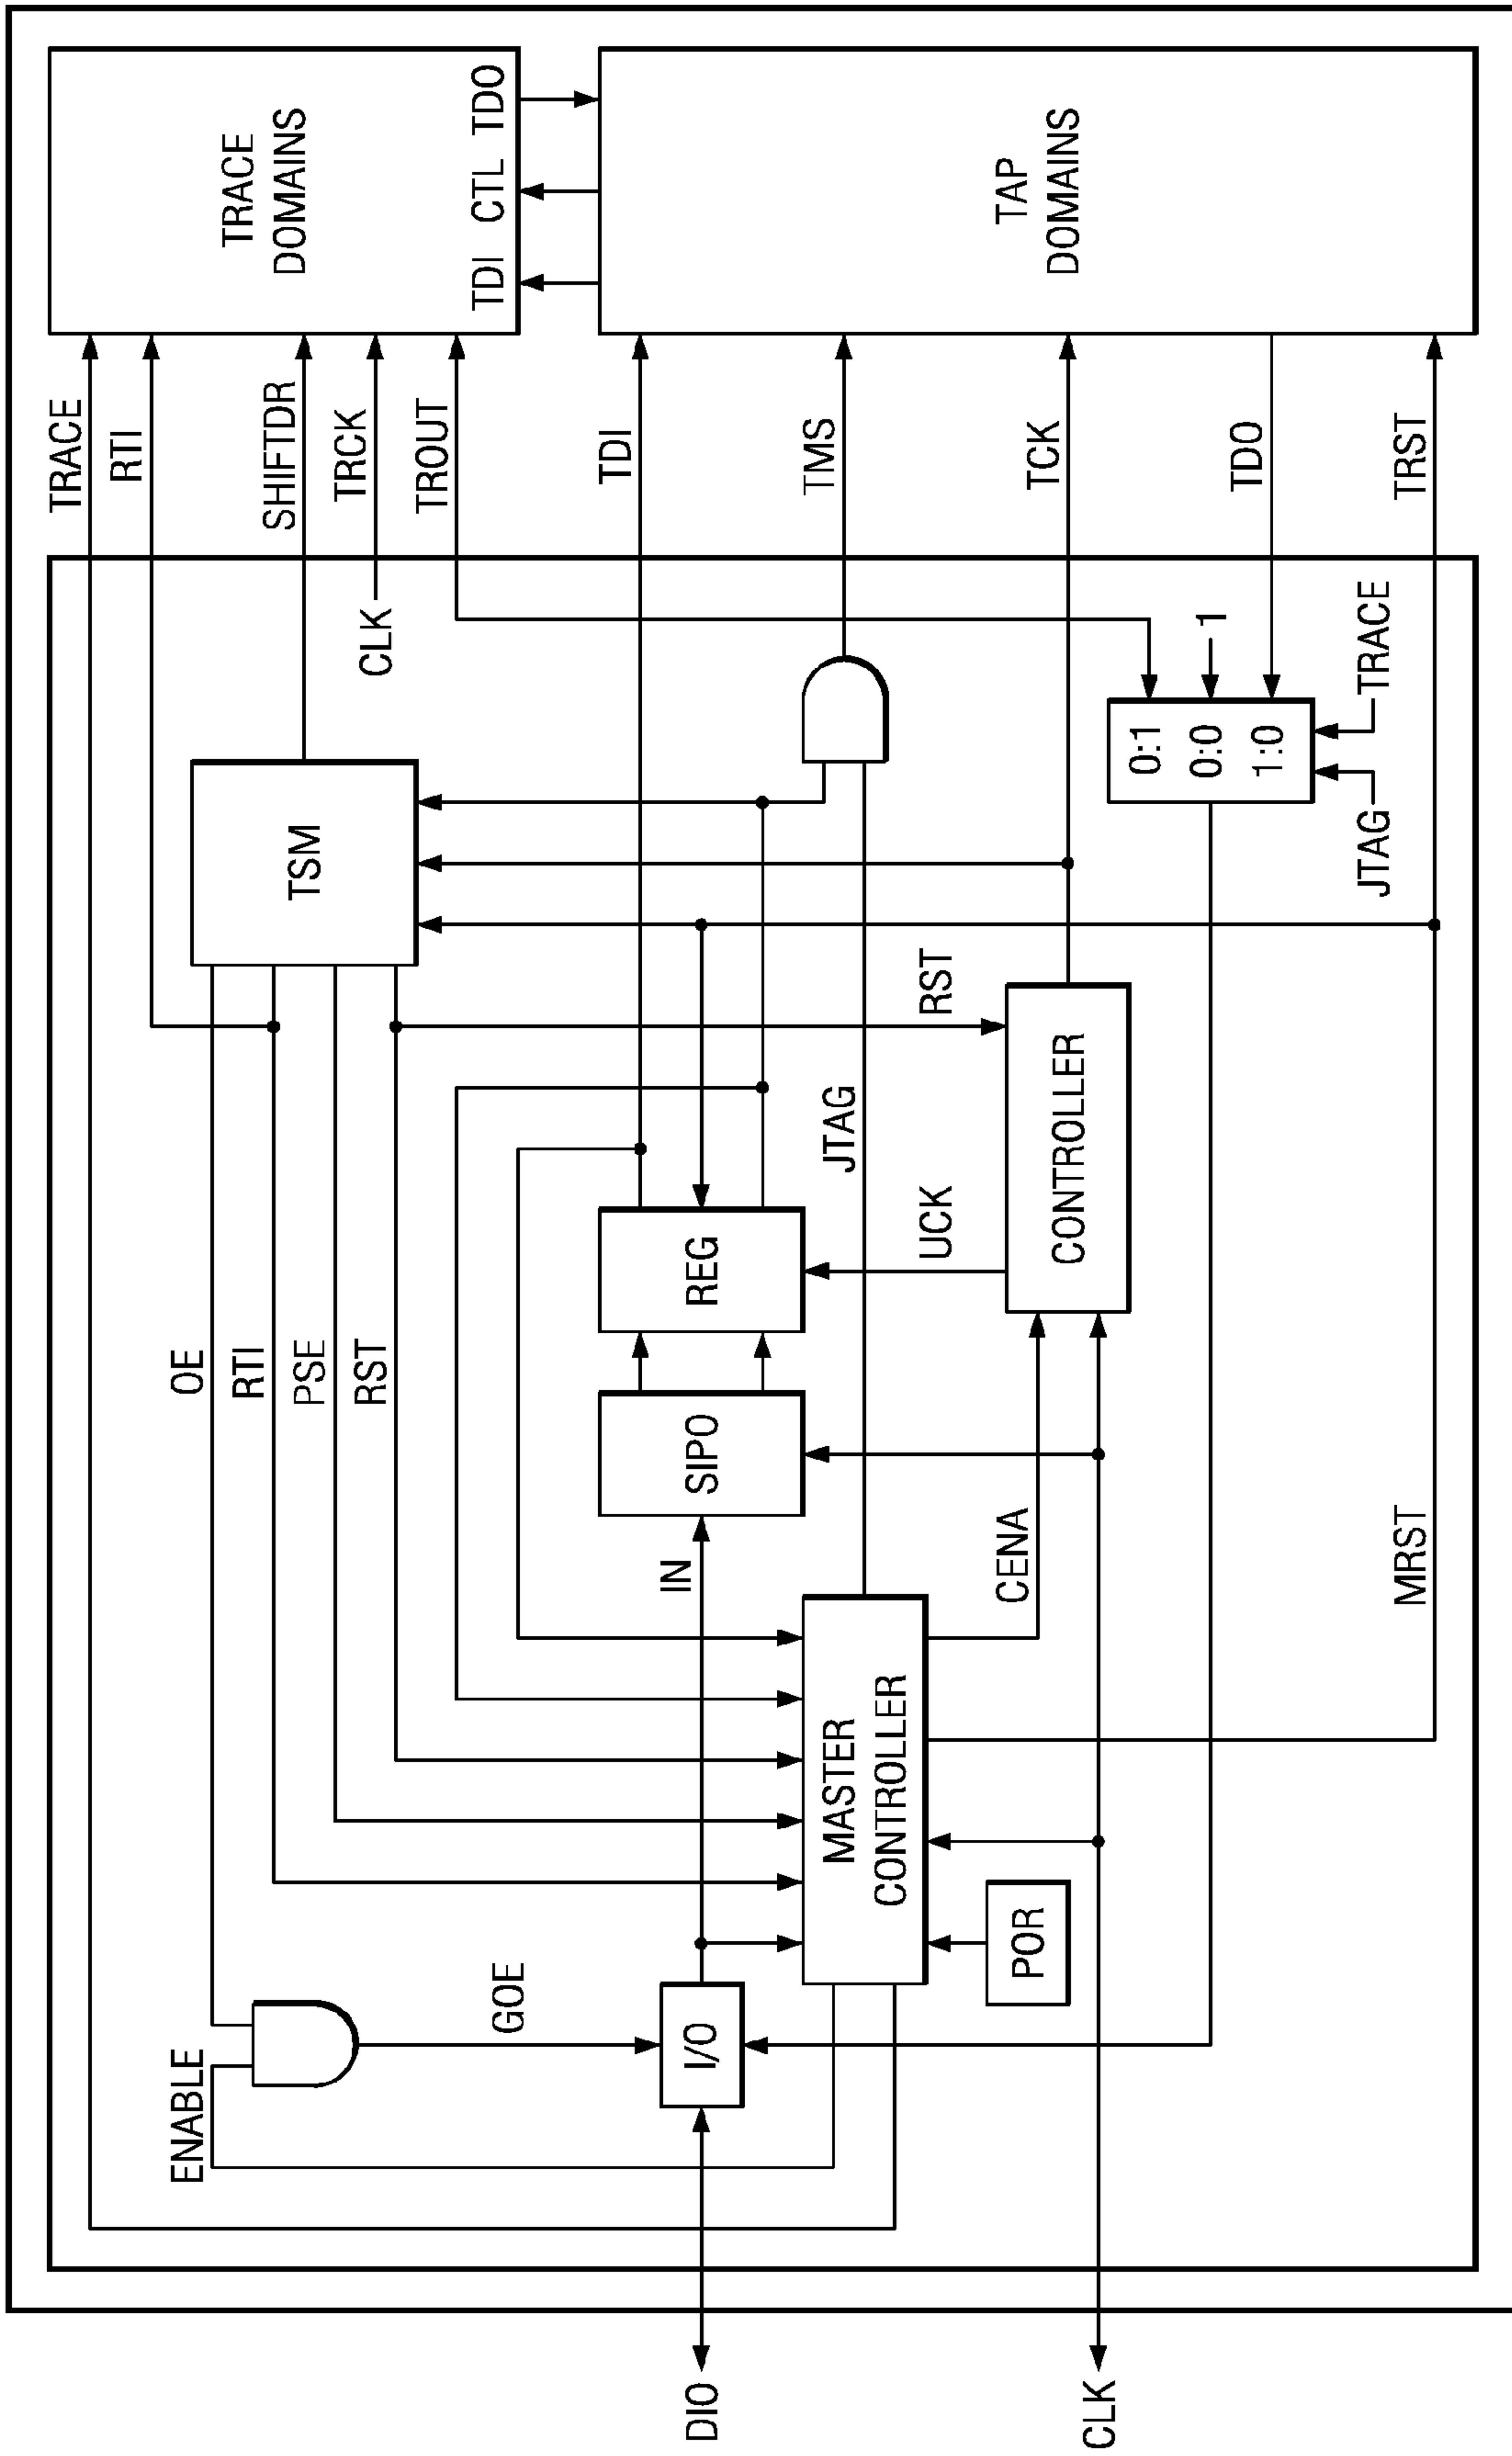 TRACE
RTI
ENABLE
OE
TRACE
DOMAINS
RTI
SHIFTDR
PSE
TSM
TRCK
RST
CLK
TROUT
TDI CTL TDO
GOE
TDI
IN
DIO
I/O
SIPO
REG
TMS
JTAG
MASTER
CONTROLLER
UCK
RST
TAP
DOMAINS
CENA
POR
TCK
CONTROLLER
CLK
0:1
0:0
1
TDO
1:0
JTAG
TRACE
MRST
TRST